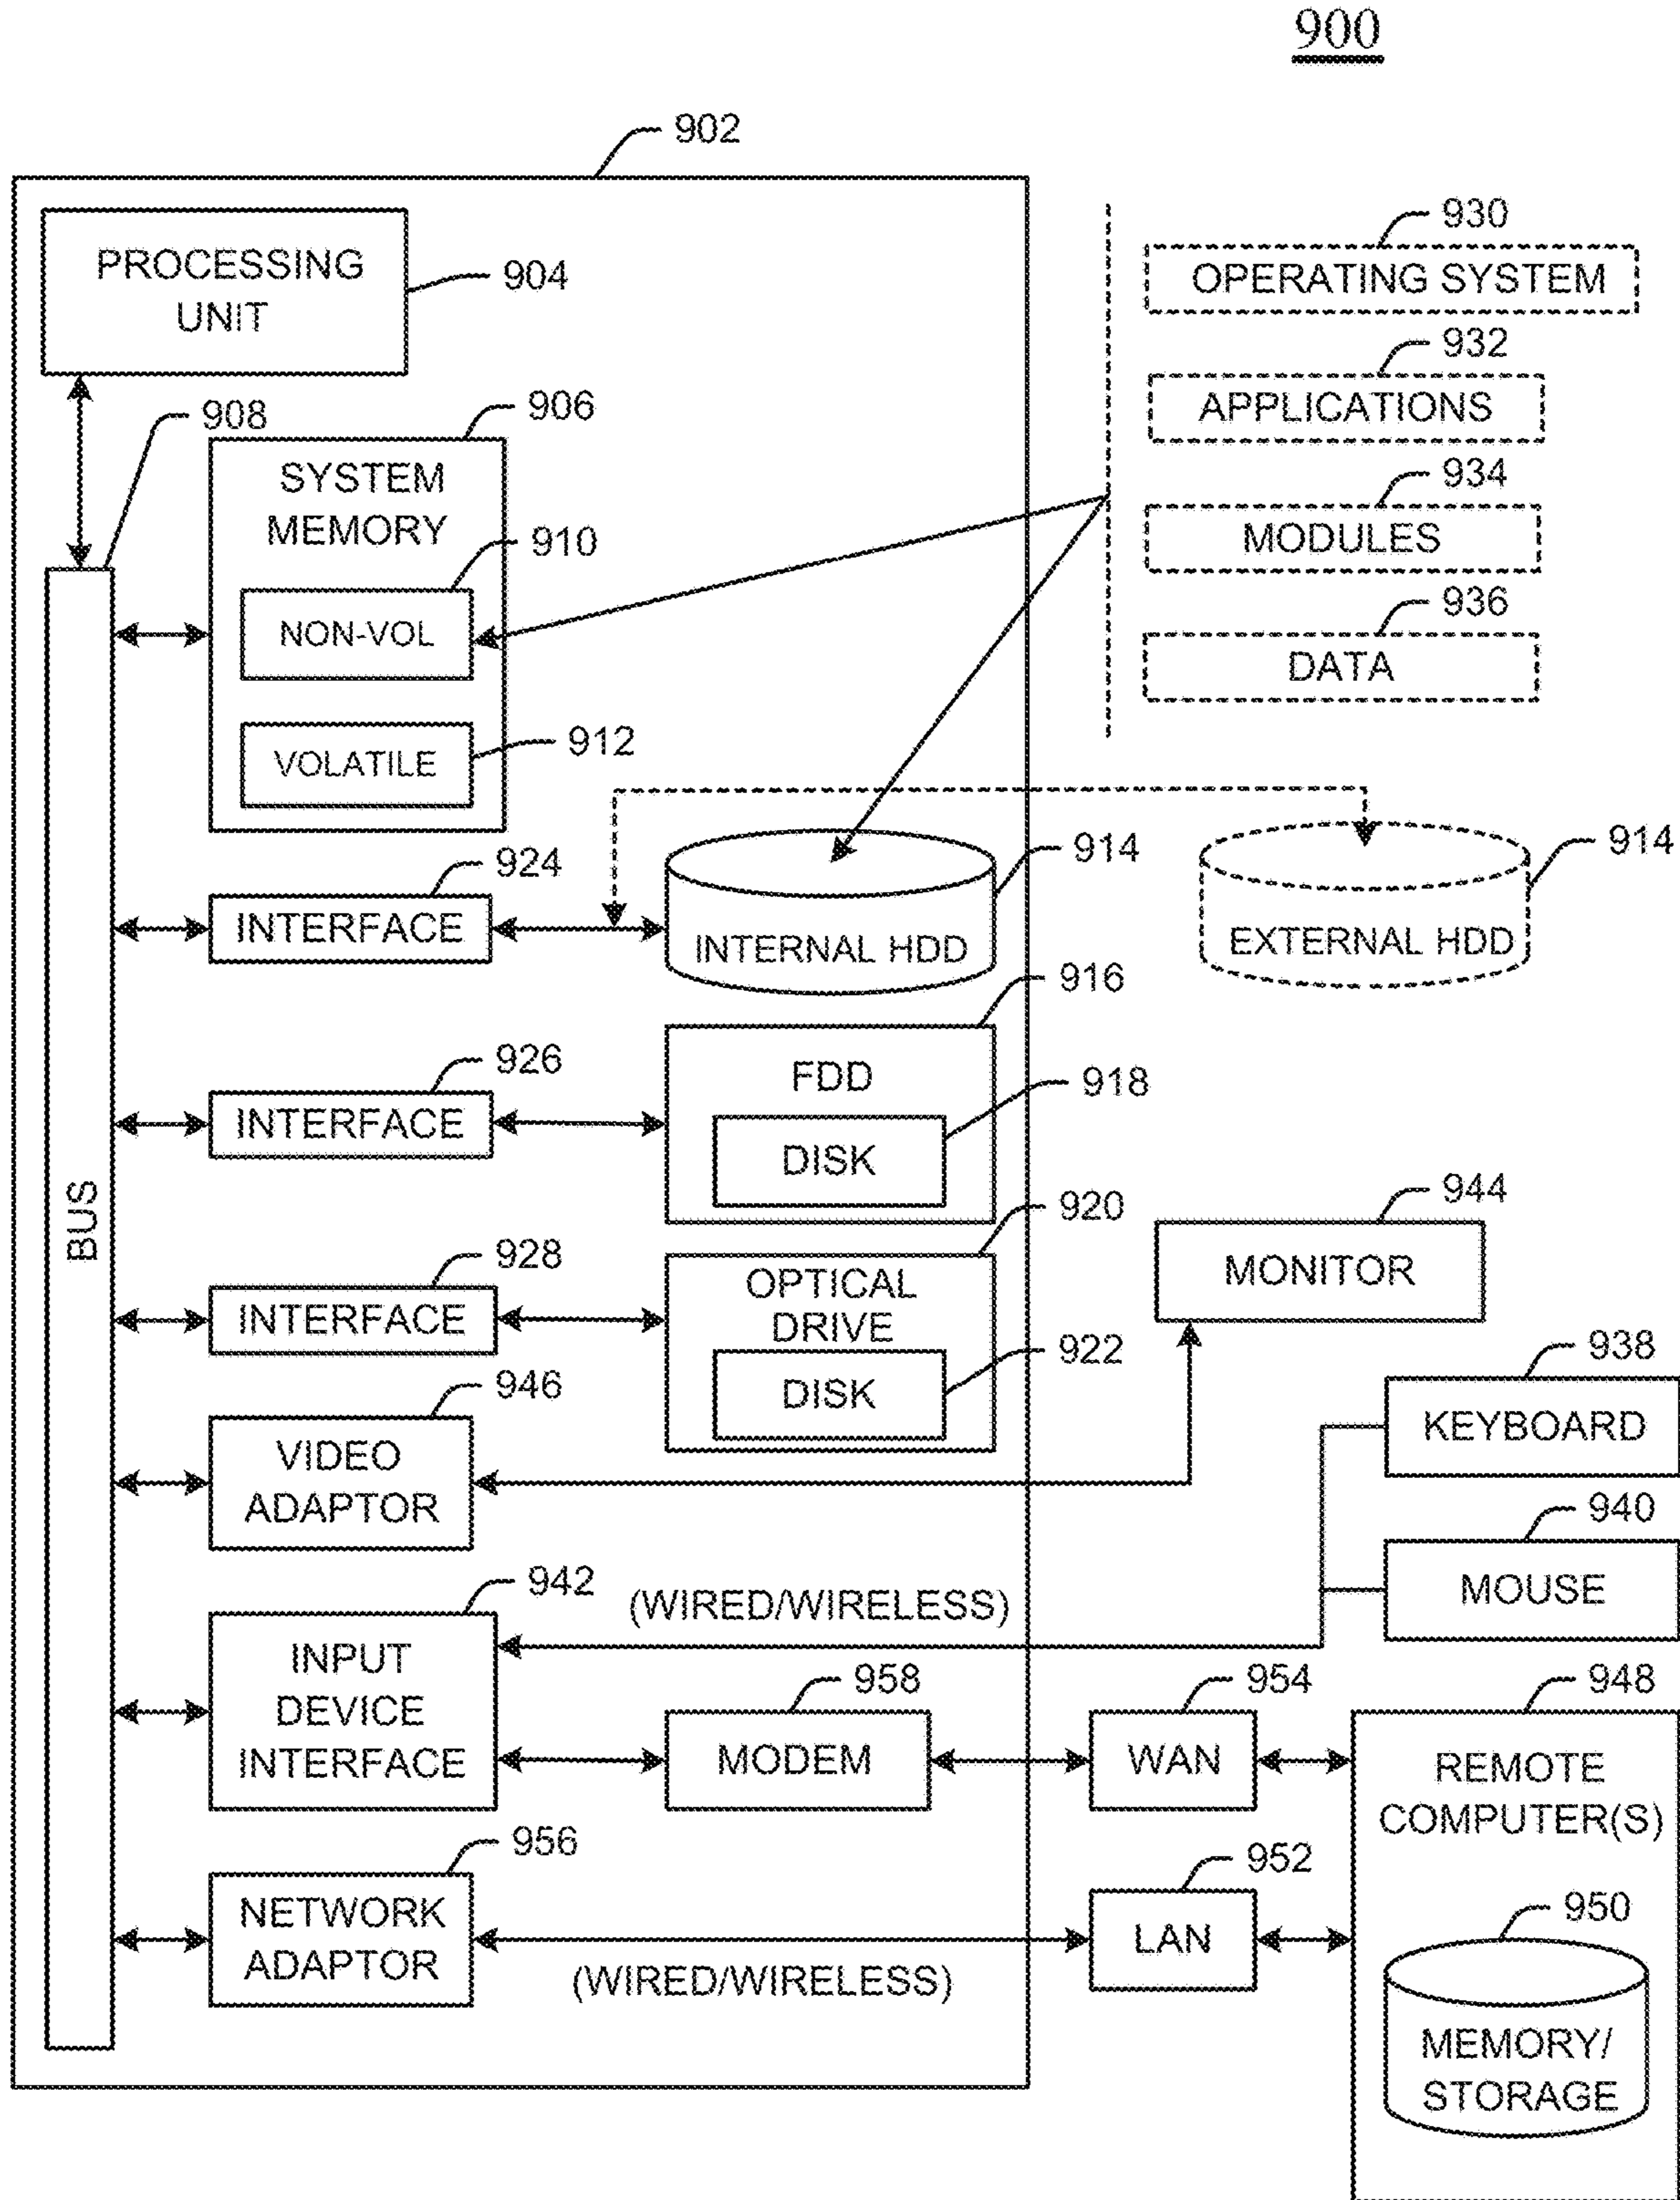 900
902
PROCESSING
UNIT
904
930
OPERATING SYSTEM
932
APPLICATIONS
934
MODULES
936
DATA
908
906
SYSTEM
MEMORY
910
NON-VOL
912
VOLATILE
BUS
924
INTERFACE
914
INTERNAL HDD
914
EXTERNAL HDD
926
INTERFACE
916
FDD
918
DISK
928
INTERFACE
920
OPTICAL
DRIVE
922
DISK
944
MONITOR
946
VIDEO
ADAPTOR
938
KEYBOARD
940
MOUSE
942
INPUT
DEVICE
INTERFACE
(WIRED/WIRELESS)
958
MODEM
954
WAN
948
REMOTE
COMPUTER(S)
956
NETWORK
ADAPTOR
(WIRED/WIRELESS)
952
LAN
950
MEMORY/
STORAGE